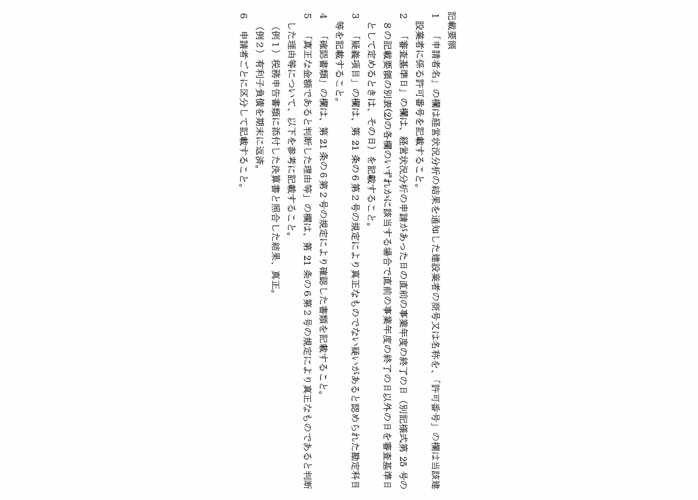 記載要領
1 「申請者名」の欄は経営状況分析の結果を通知した建設業者の商号又は名称を、「許可番号」の欄は当該建
設業者に係る許可番号を記載すること。
2 「審査基準日」の欄は、経営状況分析の申請があった日の直前の事業年度の終了の日(別記様式第 25 号の
8の記載要領の別表(2)の各欄のいずれかに該当する場合で直前の事業年度の終了の日以外の日を審査基準日
として定めるときは、その日)を記載すること。
3 「疑義項目」の欄は、第 21 条の6第2号の規定により真正なものでない疑いがあると認められた勘定科目
等を記載すること。
4 「確認書類」の欄は、第 21 条の6第2号の規定により確認した書類を記載すること。
5 「真正な金額であると判断した理由等」の欄は、第 21 条の6第2号の規定により真正なものであると判断
した理由等について、以下を参考に記載すること。
(例1)税務申告書類に添付した決算書と照合した結果、真正。
(例2)有利子負債を期末に返済。
6 申請者ごとに区分して記載すること。